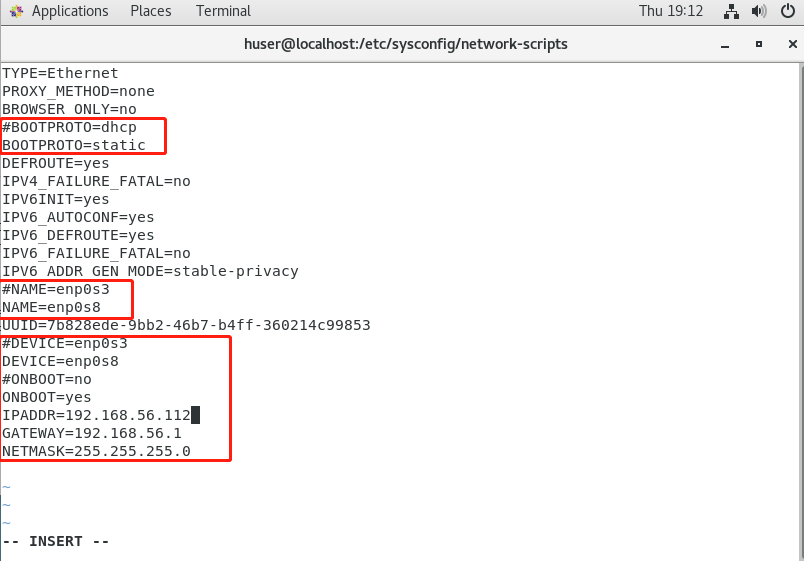 Applications Places Terminal Thu 19:12
huser@localhost:/etc/sysconfig/network-scripts
TYPE=Ethernet
PROXY_METHOD=none
BROWSER_ONLY=no
#BOOTPROTO=dhcp
BOOTPROTO=static
DEFROUTE=yes
IPV4_FAILURE_FATAL=no
IPV6INIT=yes
IPV6_AUTOCONF=yes
IPV6_DEFROUTE=yes
IPV6_FAILURE_FATAL=no
IPV6_ADDR_GEN_MODE=stable-privacy
#NAME=enp0s3
NAME=enp0s8
UUID=7b828ede-9bb2-46b7-b4ff-360214c99853
#DEVICE=enp0s3
DEVICE=enp0s8
#ONBOOT=no
ONBOOT=yes
IPADDR=192.168.56.112
GATEWAY=192.168.56.1
NETMASK=255.255.255.0
~
~
~
-- INSERT --